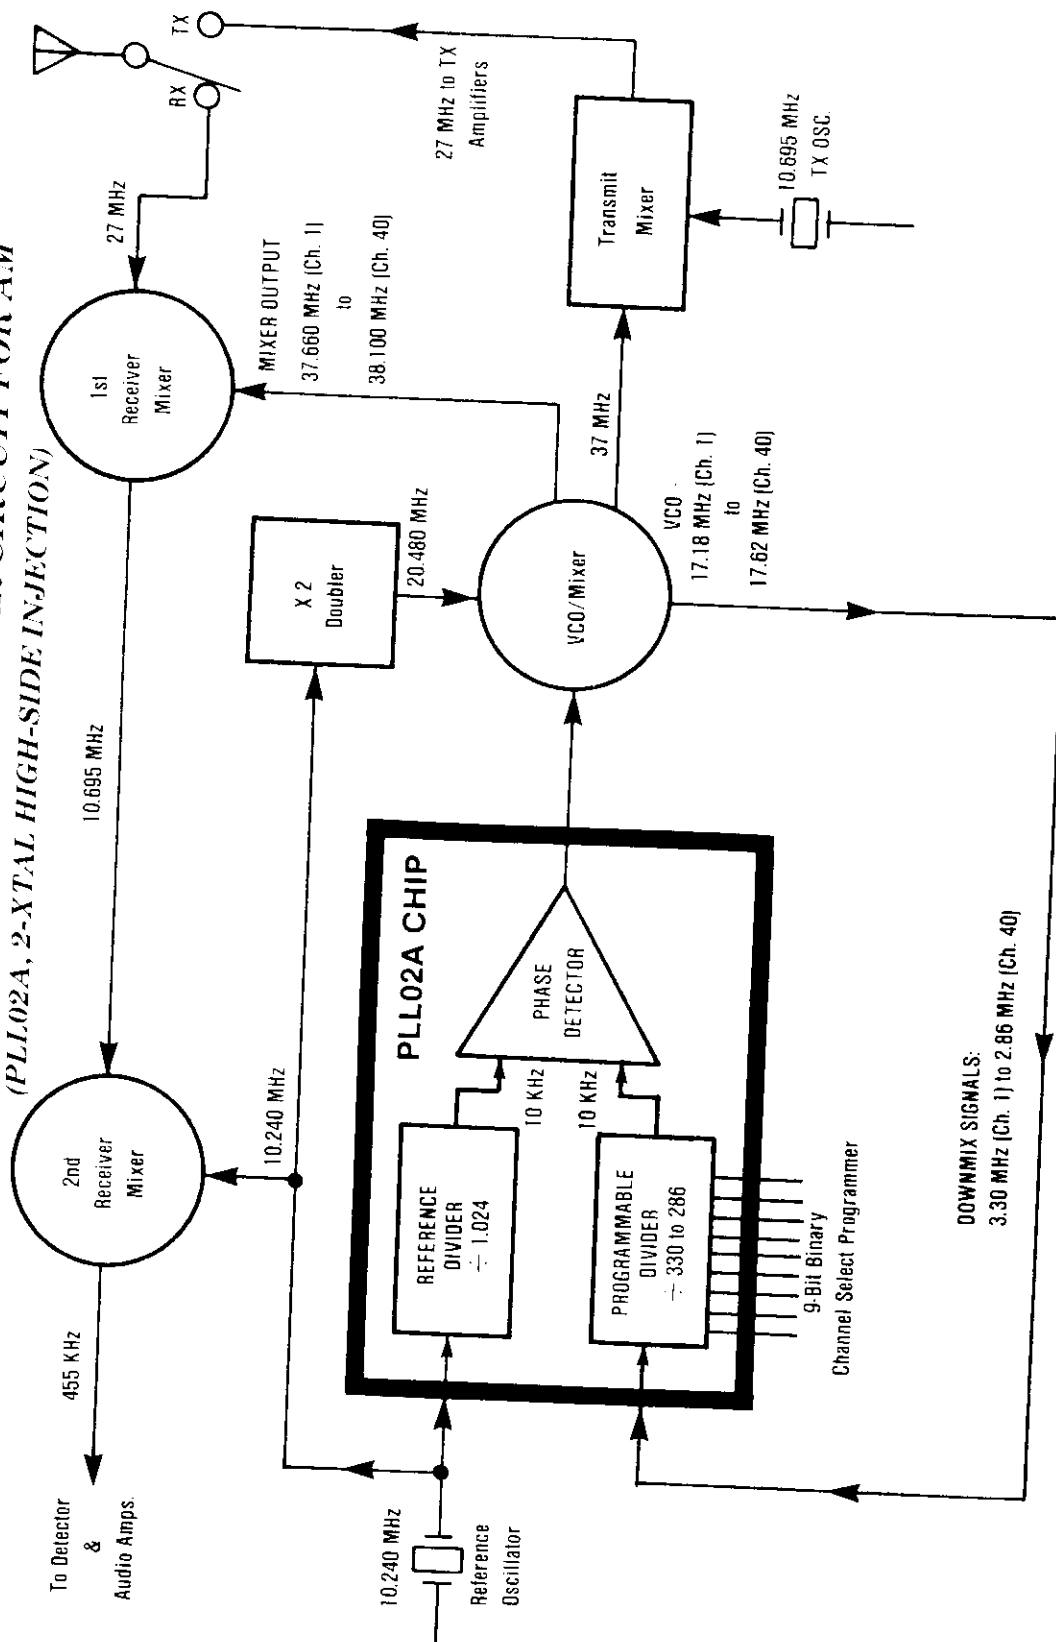 CIRCUIT FOR AM
(PLL02A, 2-XTAL HIGH-SIDE INJECTION)
To Detector
&
Audio Amps.
455 KHz
2nd
Receiver
Mixer
10.695 MHz
1st
Receiver
Mixer
27 MHz
RX
TX
10.240 MHz
X 2
Doubler
20.480 MHz
MIXER OUTPUT
37.660 MHz (Ch. 1)
to
38.100 MHz (Ch. 40)
27 MHz to TX
Amplifiers
10.240 MHz
Reference
Oscillator
PLL02A CHIP
REFERENCE
DIVIDER
÷ 1.024
10 KHz
PHASE
DETECTOR
PROGRAMMABLE
DIVIDER
÷ 330 to 286
10 KHz
9-Bit Binary
Channel Select Programmer
VCO/Mixer
37 MHz
VCO
17.18 MHz (Ch. 1)
to
17.62 MHz (Ch. 40)
Transmit
Mixer
10.695 MHz
TX OSC.
DOWNMIX SIGNALS:
3.30 MHz (Ch. 1) to 2.86 MHz (Ch. 40)